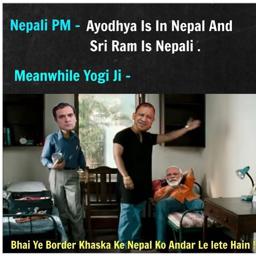 Nepali PM - Ayodhya Is In Nepal And
Sri Ram Is Nepali .
Meanwhile Yogi Ji -
Bhai Ye Border Khaska Ke Nepal Ko Andar Le lete Hain !